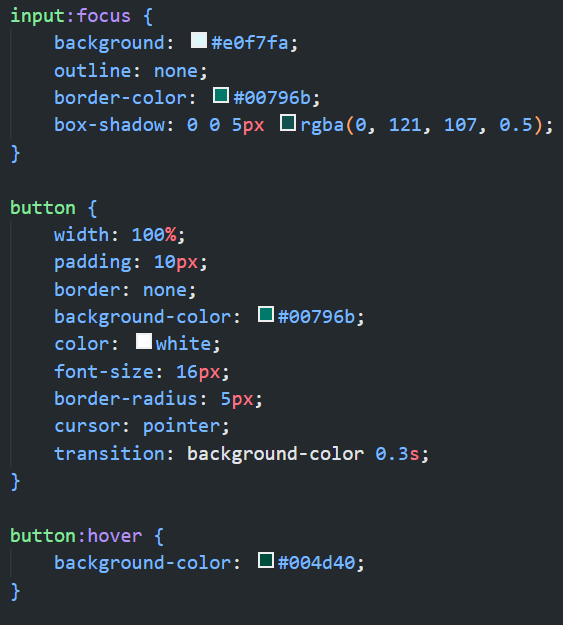 input:focus {
    background: #e0f7fa;
    outline: none;
    border-color: #00796b;
    box-shadow: 0 0 5px rgba(0, 121, 107, 0.5);
}

button {
    width: 100%;
    padding: 10px;
    border: none;
    background-color: #00796b;
    color: white;
    font-size: 16px;
    border-radius: 5px;
    cursor: pointer;
    transition: background-color 0.3s;
}

button:hover {
    background-color: #004d40;
}